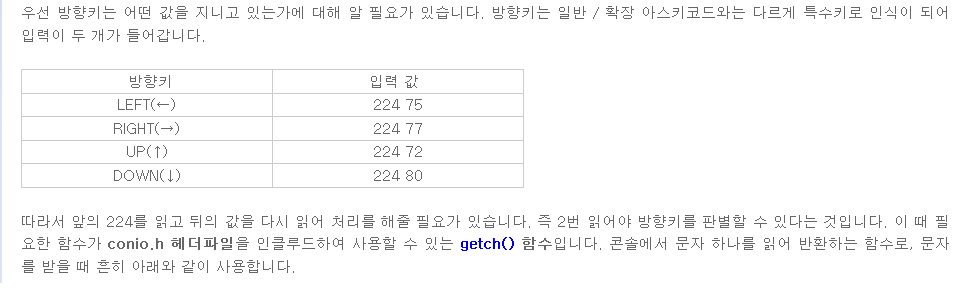 우선 방향키는 어떤 값을 지니고 있는가에 대해 알 필요가 있습니다. 방향키는 일반 / 확장 아스키코드와는 다르게 특수키로 인식이 되어
입력이 두 개가 들어갑니다.
방향키 입력 값
LEFT(←) 224 75
RIGHT(→) 224 77
UP(↑) 224 72
DOWN(↓) 224 80
따라서 앞의 224를 읽고 뒤의 값을 다시 읽어 처리를 해줄 필요가 있습니다. 즉 2번 읽어야 방향키를 판별할 수 있다는 것입니다. 이 때 필
요한 함수가 conio.h 헤더파일을 인클루드하여 사용할 수 있는 getch() 함수입니다. 콘솔에서 문자 하나를 읽어 반환하는 함수로, 문자
를 받을 때 흔히 아래와 같이 사용합니다.